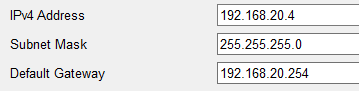 IPv4 Address 192.168.20.4
Subnet Mask 255.255.255.0
Default Gateway 192.168.20.254